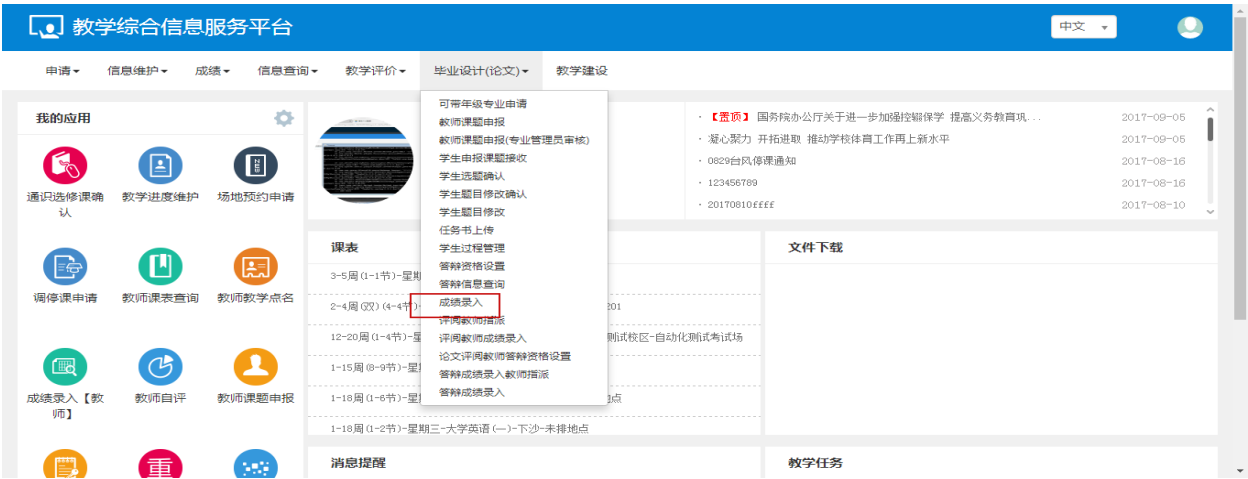 教学综合信息服务平台
中文
申请 信息维护 成绩 信息查询 教学评价 毕业设计(论文) 教学建设
我的应用
通识选修课确认
教学进度维护
场地预约申请
调停课申请
教师课表查询
教师教学点名
成绩录入【教师】
教师自评
教师课题申报
重
可带年级专业申请
教师课题申报
教师课题申报(专业管理员审核)
学生申报课题接收
学生选题确认
学生题目修改确认
学生题目修改
任务书上传
学生过程管理
答辩资格设置
答辩信息查询
成绩录入
评阅教师指派
评阅教师成绩录入
论文评阅教师答辩资格设置
答辩成绩录入教师指派
答辩成绩录入
· 【置顶】 国务院办公厅关于进一步加强控辍保学 提高义务教育巩... 2017-09-05
· 凝心聚力 开拓进取 推动学校体育工作再上新水平 2017-09-05
· 0829台风停课通知 2017-08-16
· 123456789 2017-08-16
· 20170810ffff 2017-08-10
课表
3-5周(1-1节)-星期
2-4周(双)(4-4节)- 201
12-20周(1-4节)-星 测试校区-自动化测试考试场
1-15周(8-9节)-星
1-18周(1-6节)-星 地点
1-18周(1-2节)-星期三-大学英语(一)-下沙-未排地点
文件下载
消息提醒
教学任务